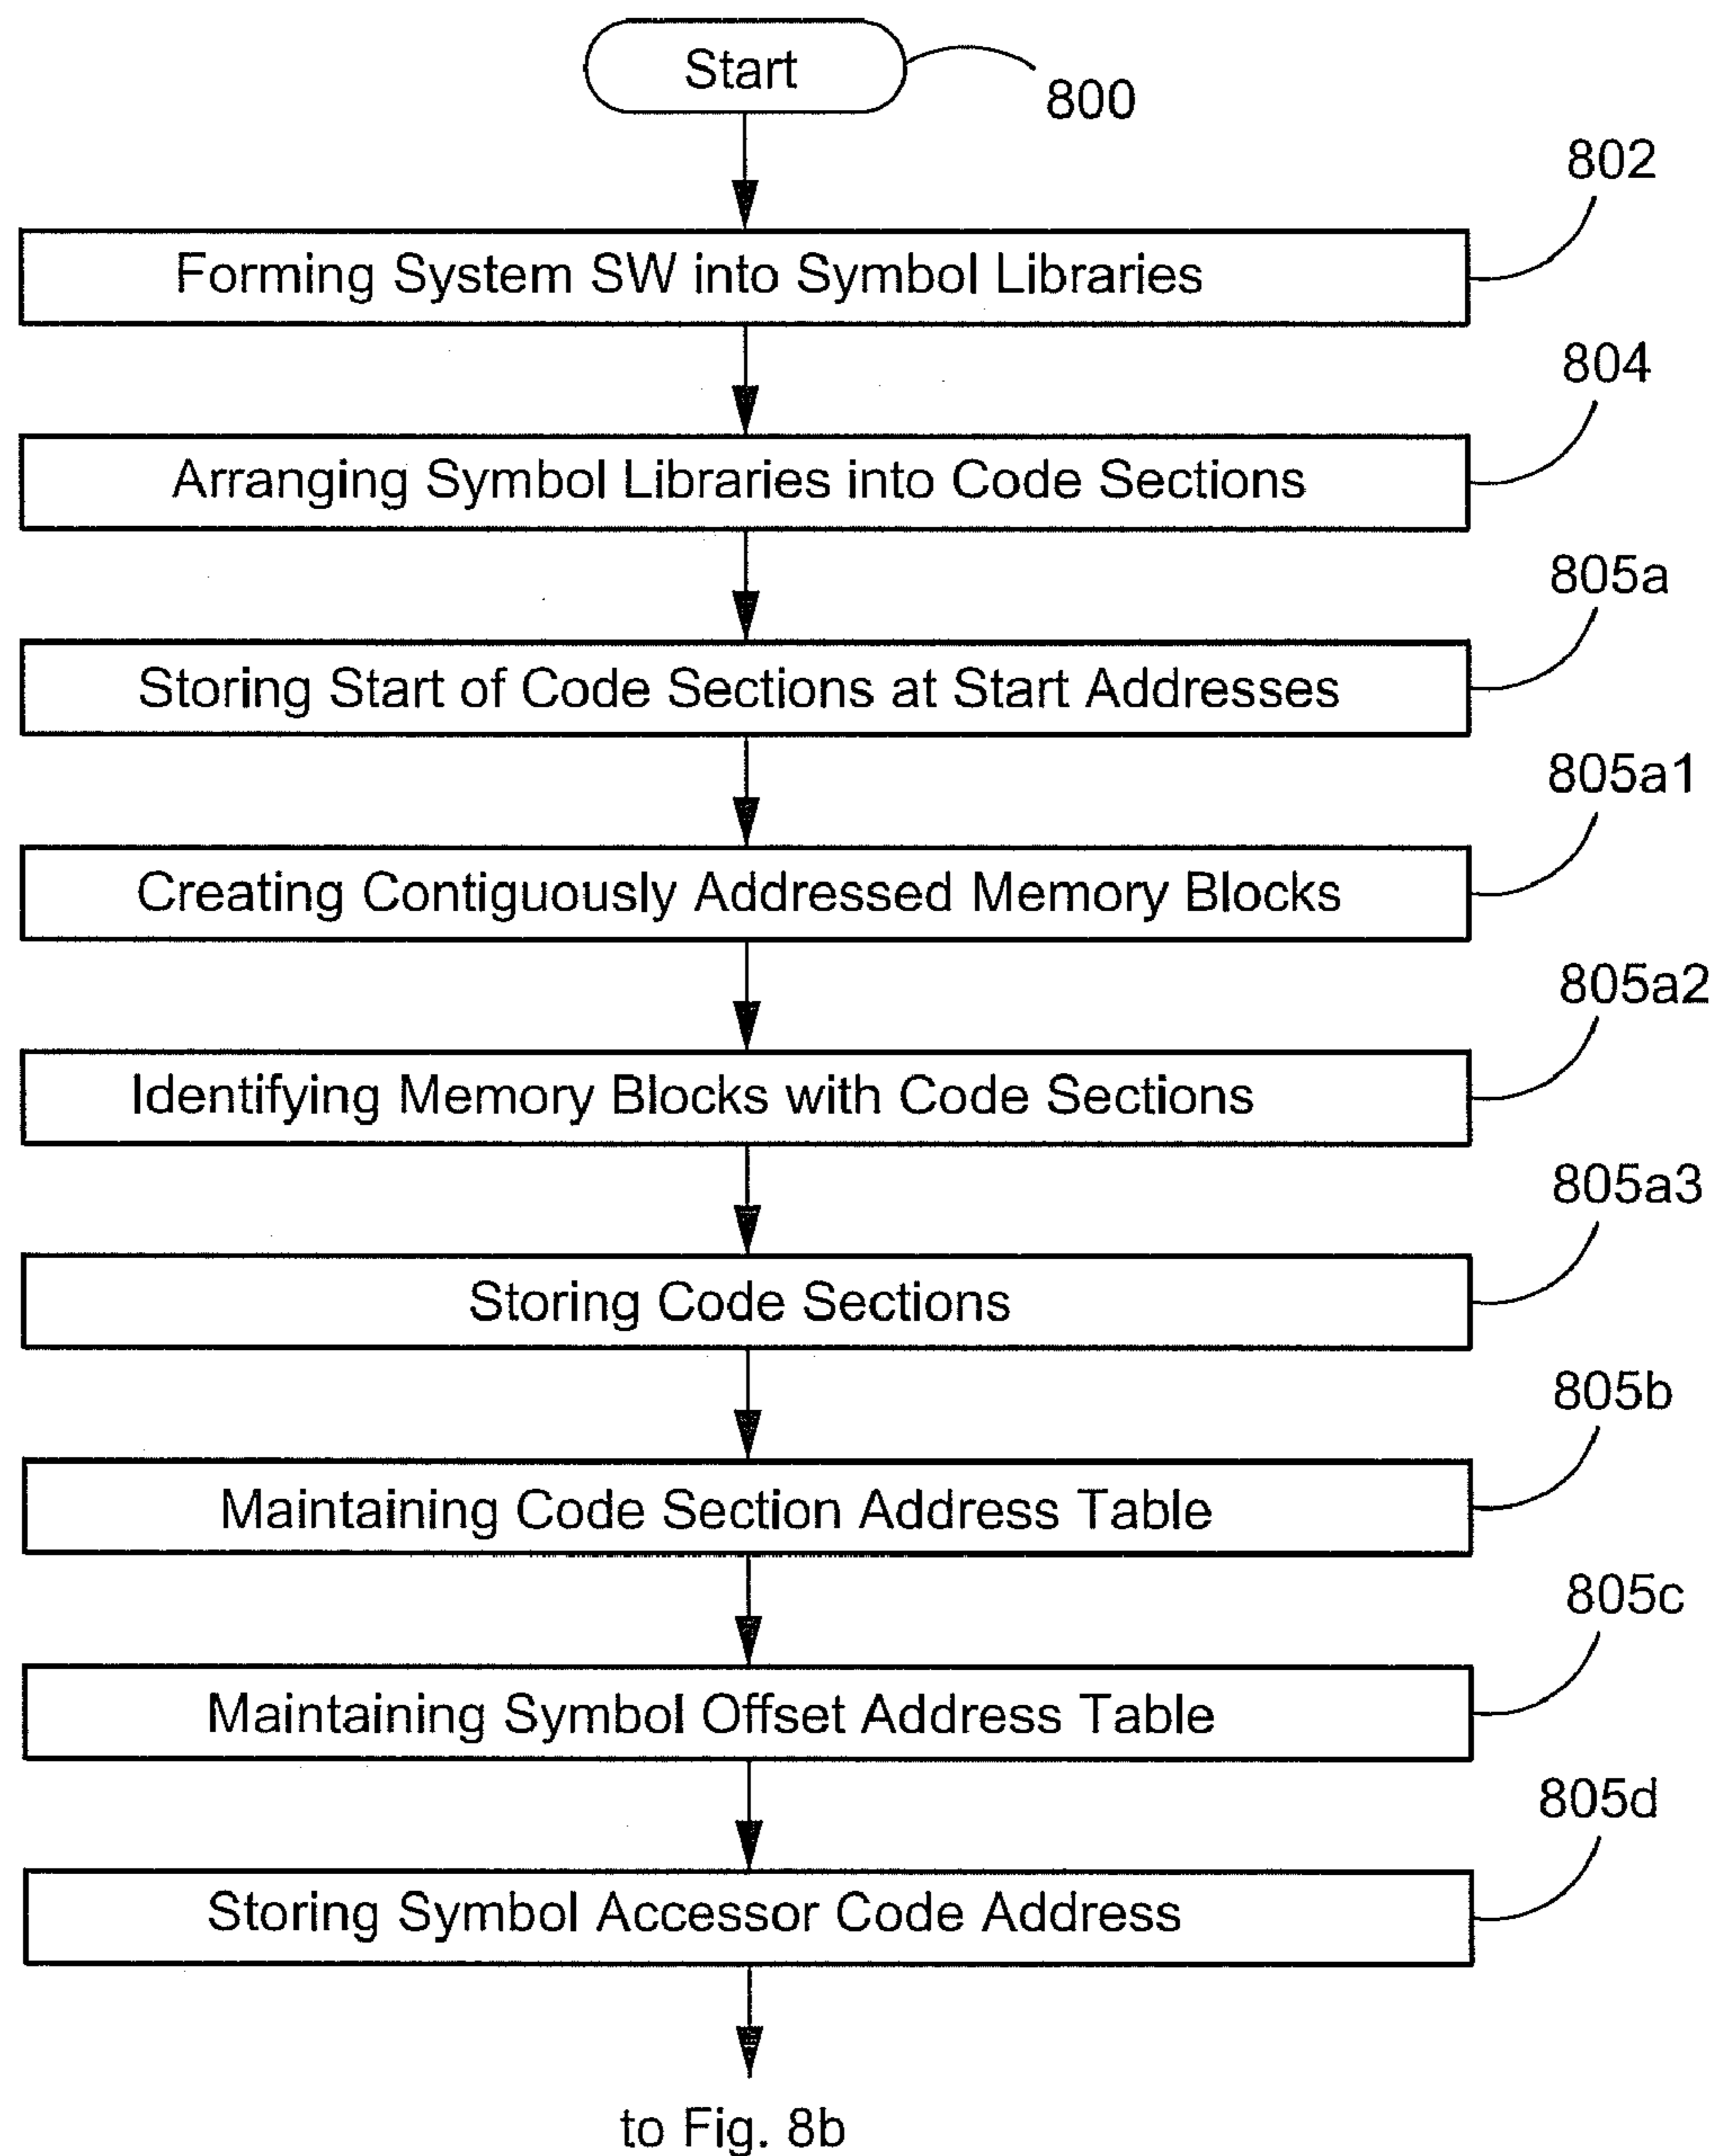 Start
800
802
Forming System SW into Symbol Libraries
804
Arranging Symbol Libraries into Code Sections
805a
Storing Start of Code Sections at Start Addresses
805a1
Creating Contiguously Addressed Memory Blocks
805a2
Identifying Memory Blocks with Code Sections
805a3
Storing Code Sections
805b
Maintaining Code Section Address Table
805c
Maintaining Symbol Offset Address Table
805d
Storing Symbol Accessor Code Address
to Fig. 8b